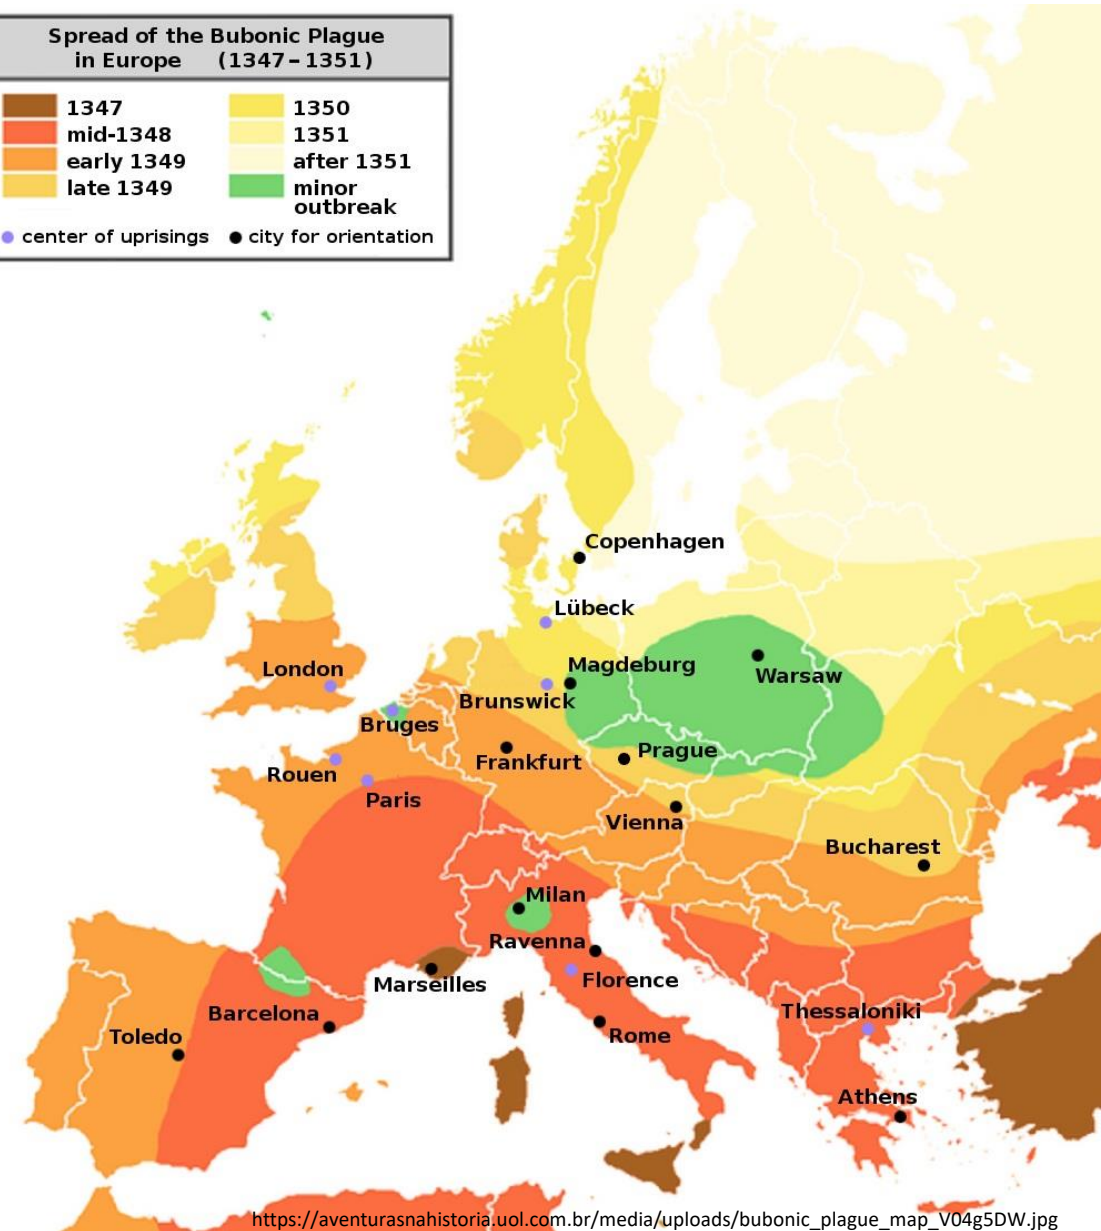 Spread of the Bubonic Plague
in Europe (1347–1351)
1347
mid-1348
early 1349
late 1349
1350
1351
after 1351
minor
outbreak
center of uprisings
city for orientation
Copenhagen
Lübeck
Magdeburg
Warsaw
London
Brunswick
Bruges
Prague
Frankfurt
Rouen
Paris
Vienna
Bucharest
Milan
Ravenna
Florence
Marseilles
Barcelona
Thessaloniki
Toledo
Rome
Athens
https://aventurasnahistoria.uol.com.br/media/uploads/bubonic_plague_map_V04g5DW.jpg